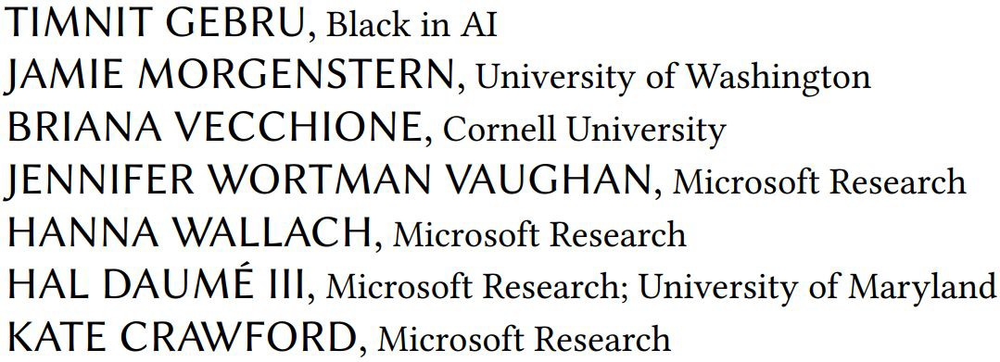 TIMNIT GEBRU, Black in AI
JAMIE MORGENSTERN, University of Washington
BRIANA VECCHIONE, Cornell University
JENNIFER WORTMAN VAUGHAN, Microsoft Research
HANNA WALLACH, Microsoft Research
HAL DAUMÉ III, Microsoft Research; University of Maryland
KATE CRAWFORD, Microsoft Research